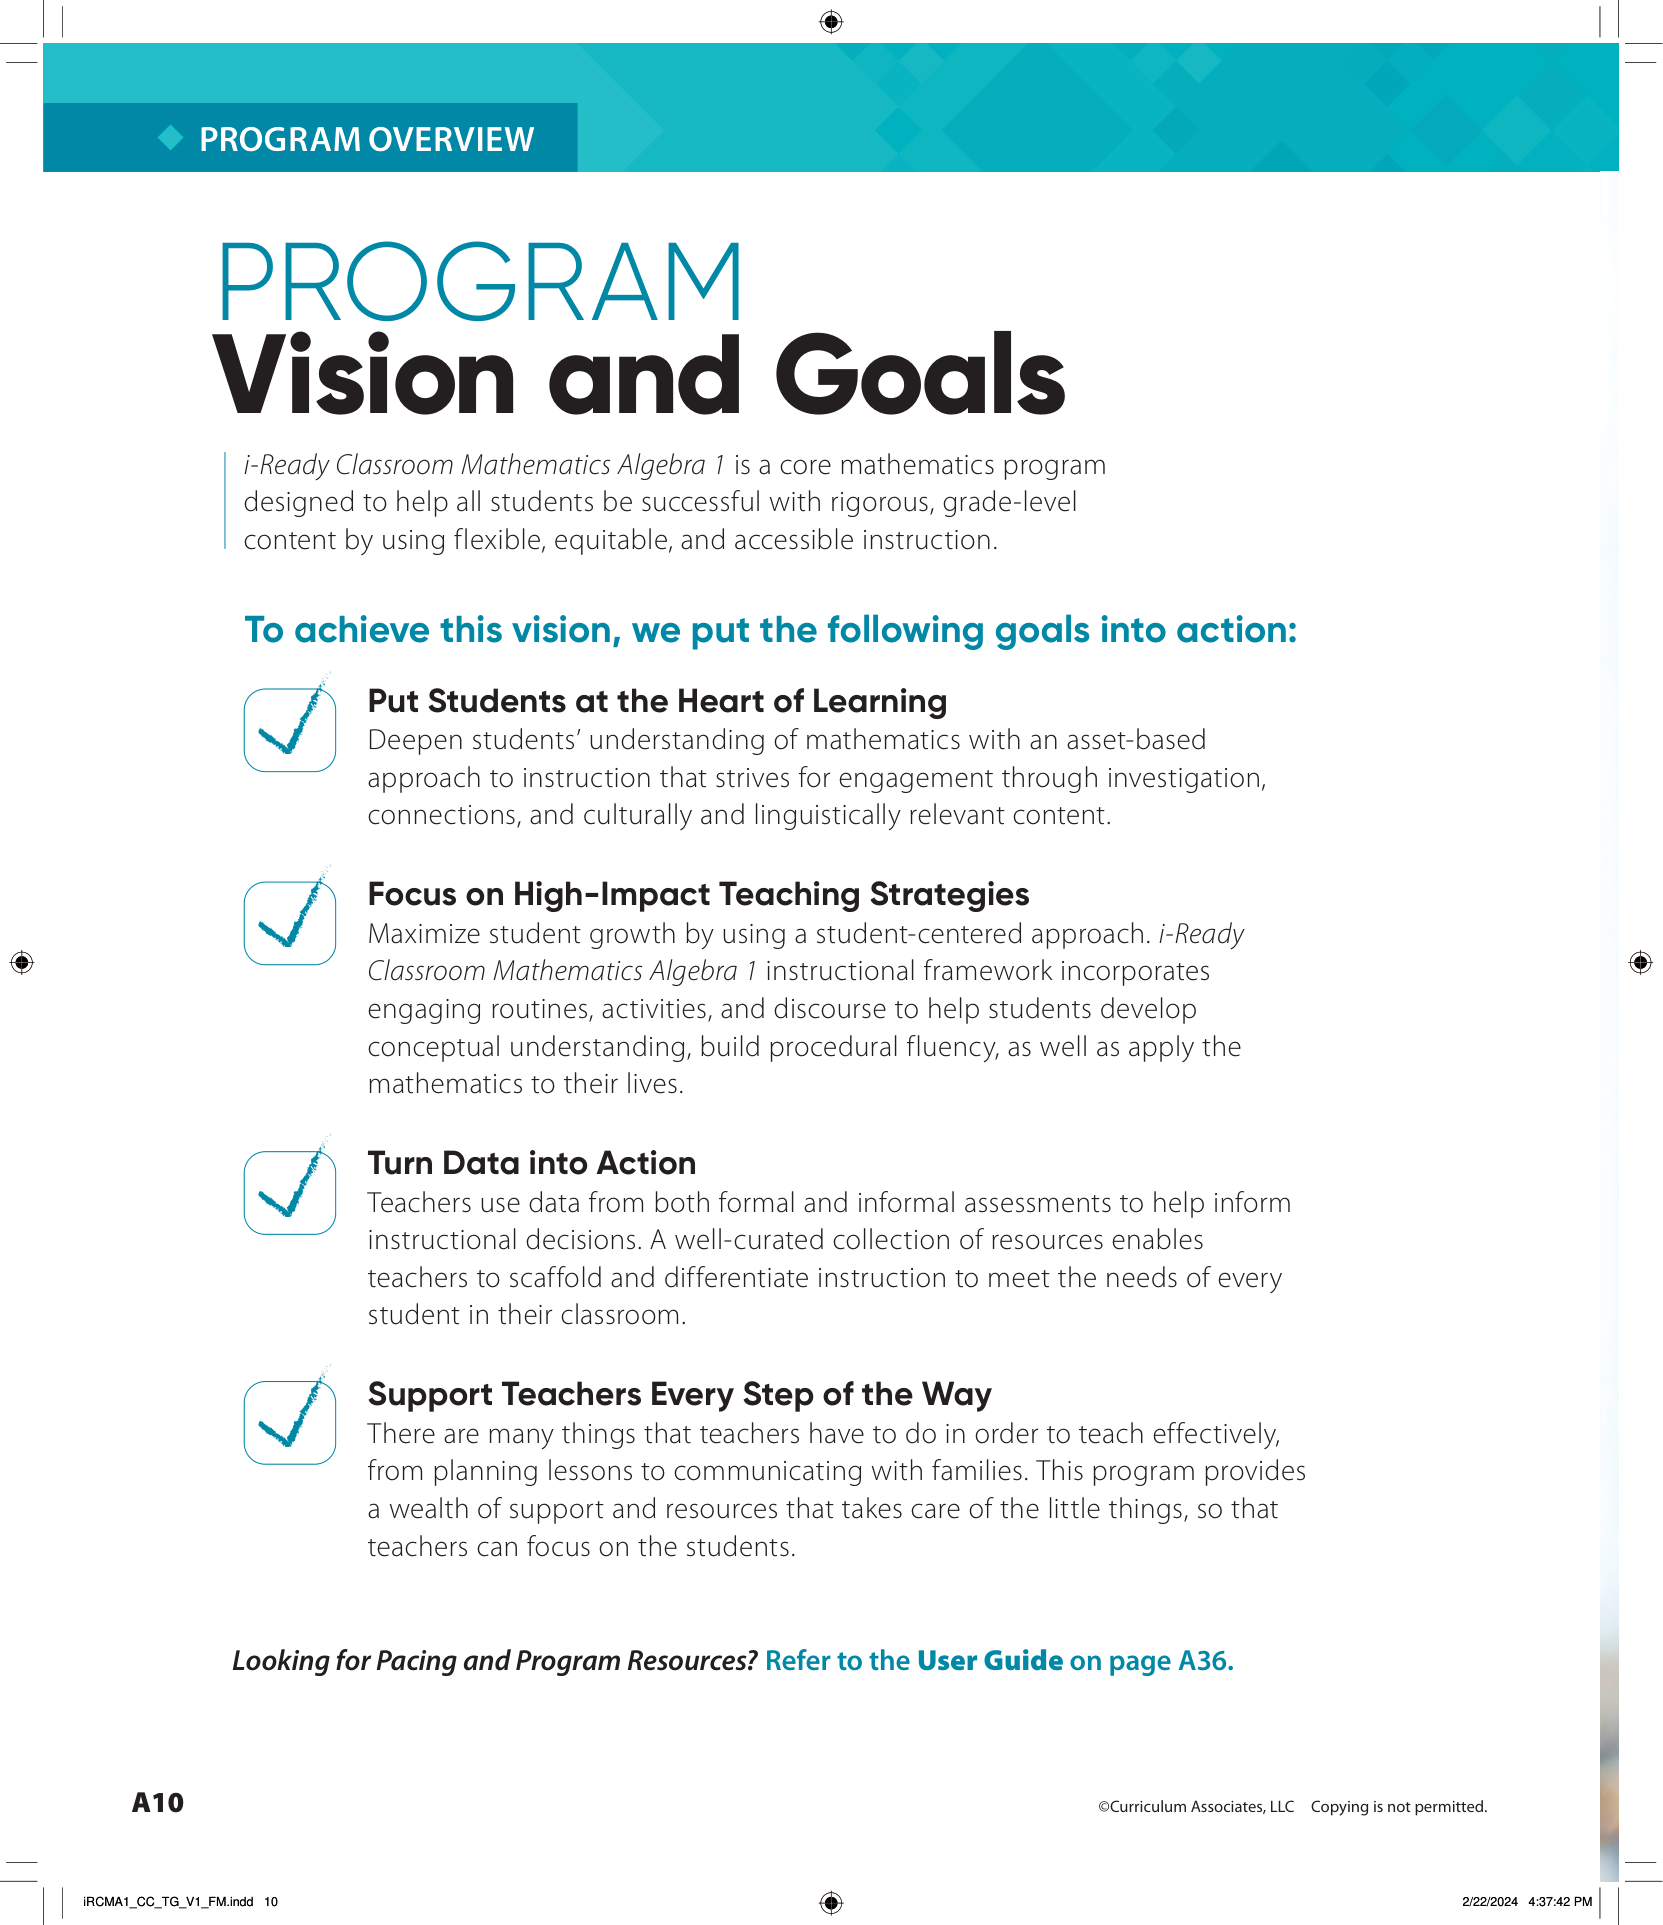 PROGRAM OVERVIEW
PROGRAM
Vision and Goals
i-Ready Classroom Mathematics Algebra 1 is a core mathematics program
designed to help all students be successful with rigorous, grade-level
content by using flexible, equitable, and accessible instruction.
To achieve this vision, we put the following goals into action:
Put Students at the Heart of Learning
Deepen students’ understanding of mathematics with an asset-based
approach to instruction that strives for engagement through investigation,
connections, and culturally and linguistically relevant content.
Focus on High-Impact Teaching Strategies
Maximize student growth by using a student-centered approach. i-Ready
Classroom Mathematics Algebra 1 instructional framework incorporates
engaging routines, activities, and discourse to help students develop
conceptual understanding, build procedural fluency, as well as apply the
mathematics to their lives.
Turn Data into Action
Teachers use data from both formal and informal assessments to help inform
instructional decisions. A well-curated collection of resources enables
teachers to scaffold and differentiate instruction to meet the needs of every
student in their classroom.
Support Teachers Every Step of the Way
There are many things that teachers have to do in order to teach effectively,
from planning lessons to communicating with families. This program provides
a wealth of support and resources that takes care of the little things, so that
teachers can focus on the students.
Looking for Pacing and Program Resources? Refer to the User Guide on page A36.
A10
©Curriculum Associates, LLC Copying is not permitted.
iRCMA1_CC_TG_V1_FM.indd 10
2/22/2024 4:37:42 PM